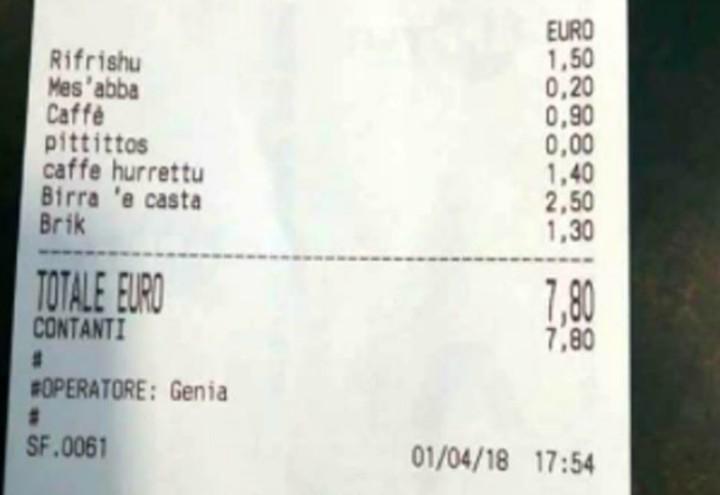 EURO
Rifrishu 1,50
Mes'abba 0,20
Caffè 0,90
pittittos 0,00
caffe hurrettu 1,40
Birra 'e casta 2,50
Brik 1,30
--------------------------------
TOTALE EURO 7,80
CONTANTI 7,80
#
#OPERATORE: Genia
#
SF.0061 01/04/18 17:54